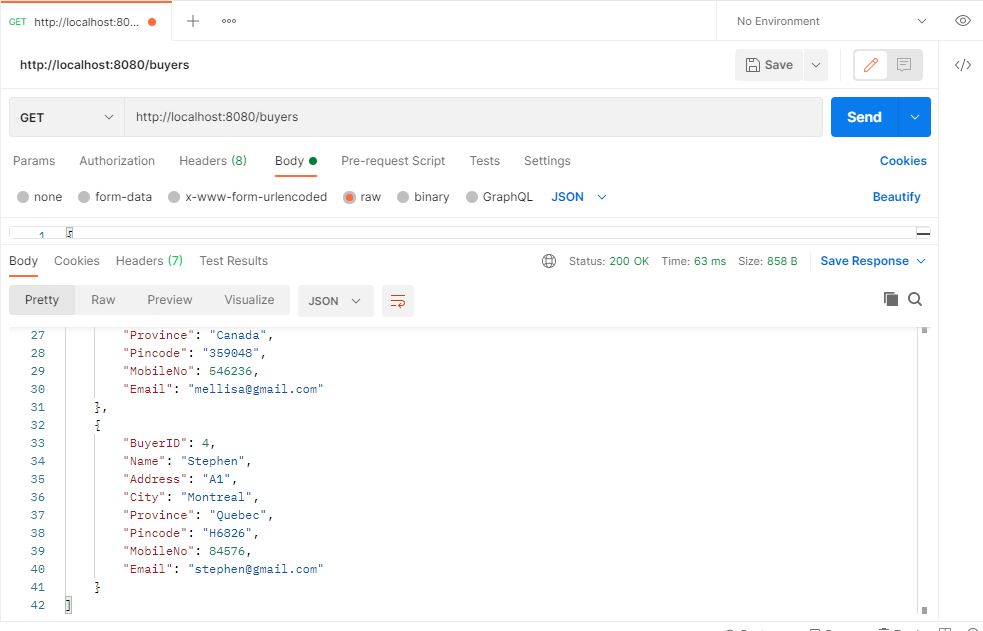 GET http://localhost:80...
No Environment
http://localhost:8080/buyers
Save
GET http://localhost:8080/buyers Send
Params Authorization Headers (8) Body Pre-request Script Tests Settings Cookies
none form-data x-www-form-urlencoded raw binary GraphQL JSON Beautify
1 {
Body Cookies Headers (7) Test Results Status: 200 OK Time: 63 ms Size: 858 B Save Response
Pretty Raw Preview Visualize JSON
27 "Province": "Canada",
28 "Pincode": "359048",
29 "MobileNo": 546236,
30 "Email": "mellisa@gmail.com"
31 },
32 {
33 "BuyerID": 4,
34 "Name": "Stephen",
35 "Address": "A1",
36 "City": "Montreal",
37 "Province": "Quebec",
38 "Pincode": "H6826",
39 "MobileNo": 84576,
40 "Email": "stephen@gmail.com"
41 }
42 ]